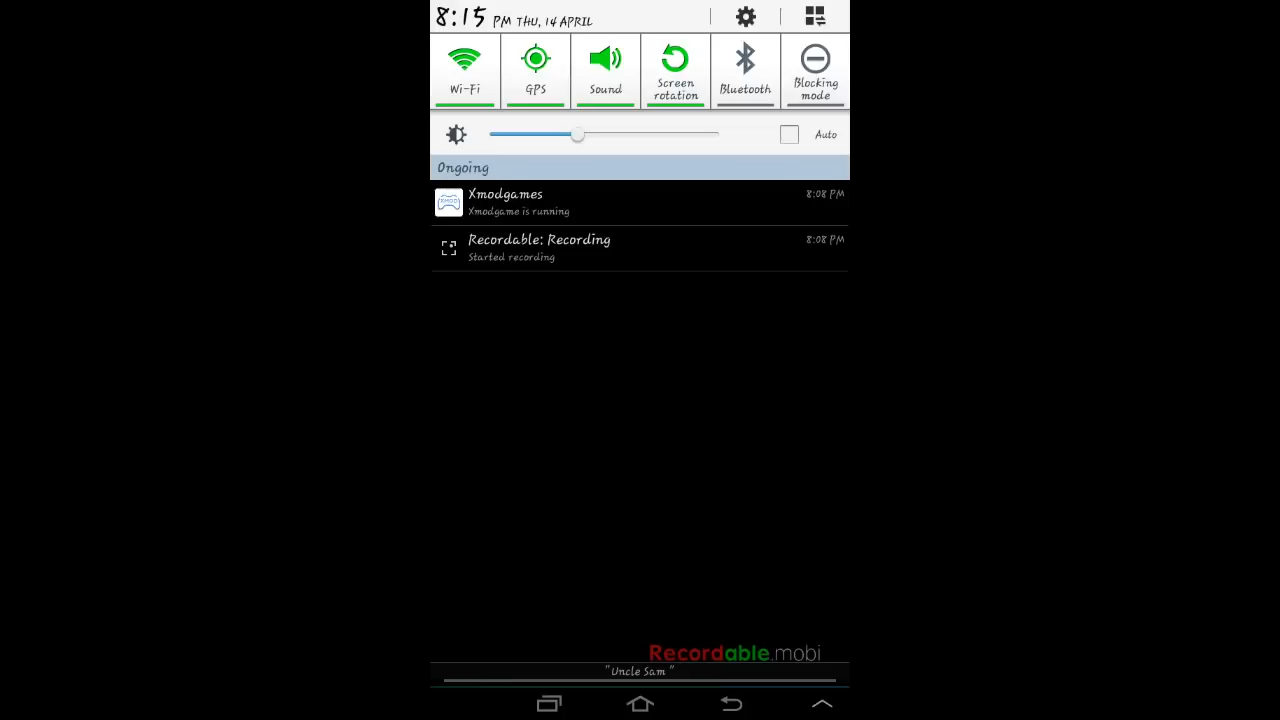 8:15 PM THU, 14 APRIL
Wi-Fi
GPS
Sound
Screen
rotation
Bluetooth
Blocking
mode
Auto
Ongoing
XMOD
Xmodgames
8:08 PM
Xmodgame is running
Recordable: Recording
8:08 PM
Started recording
Recordable.mobi
"Uncle Sam"